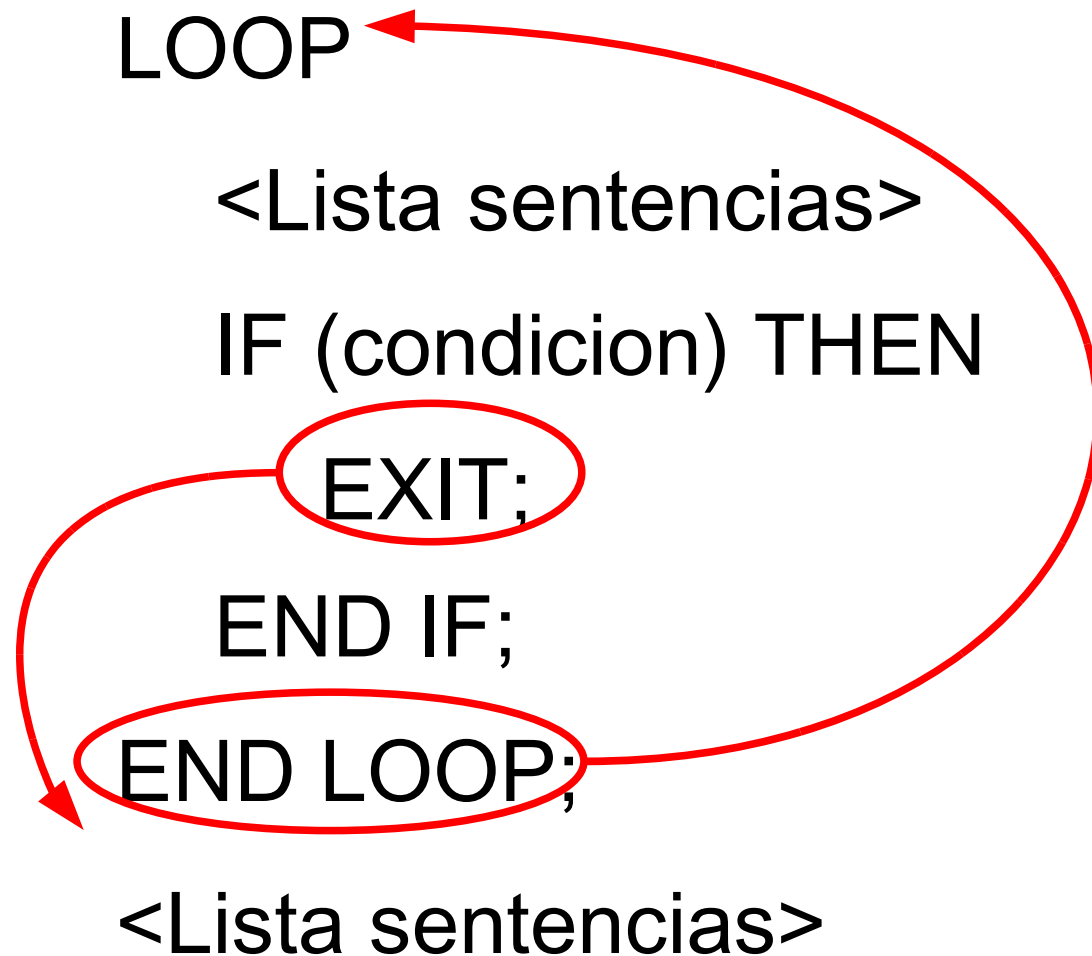 LOOP
<Lista sentencias>
IF (condicion) THEN
EXIT;
END IF;
END LOOP;
<Lista sentencias>